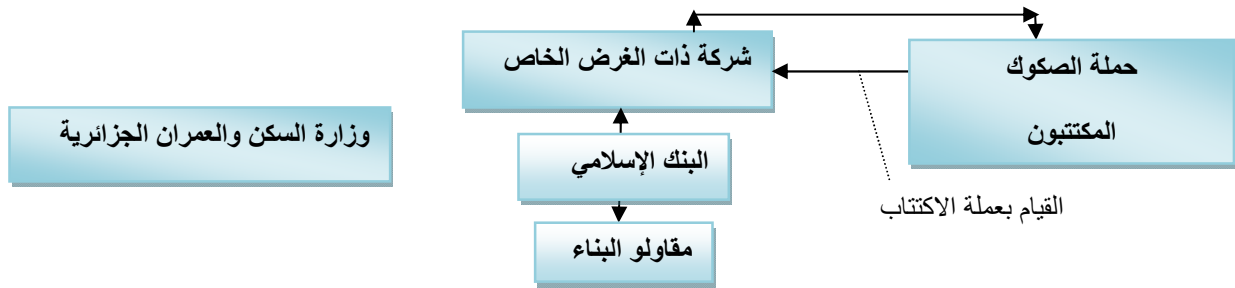 شركة ذات الغرض الخاص
حملة الصكوك
المكتتبون
وزارة السكن والعمران الجزائرية
البنك الإسلامي
القيام بعملة الاكتتاب
مقاولو البناء